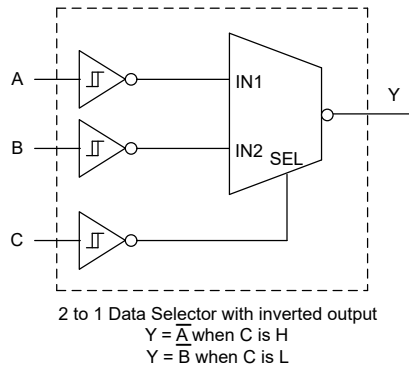 A
B
C
IN1
IN2
SEL
Y
2 to 1 Data Selector with inverted output
Y = A̅ when C is H
Y = B̅ when C is L